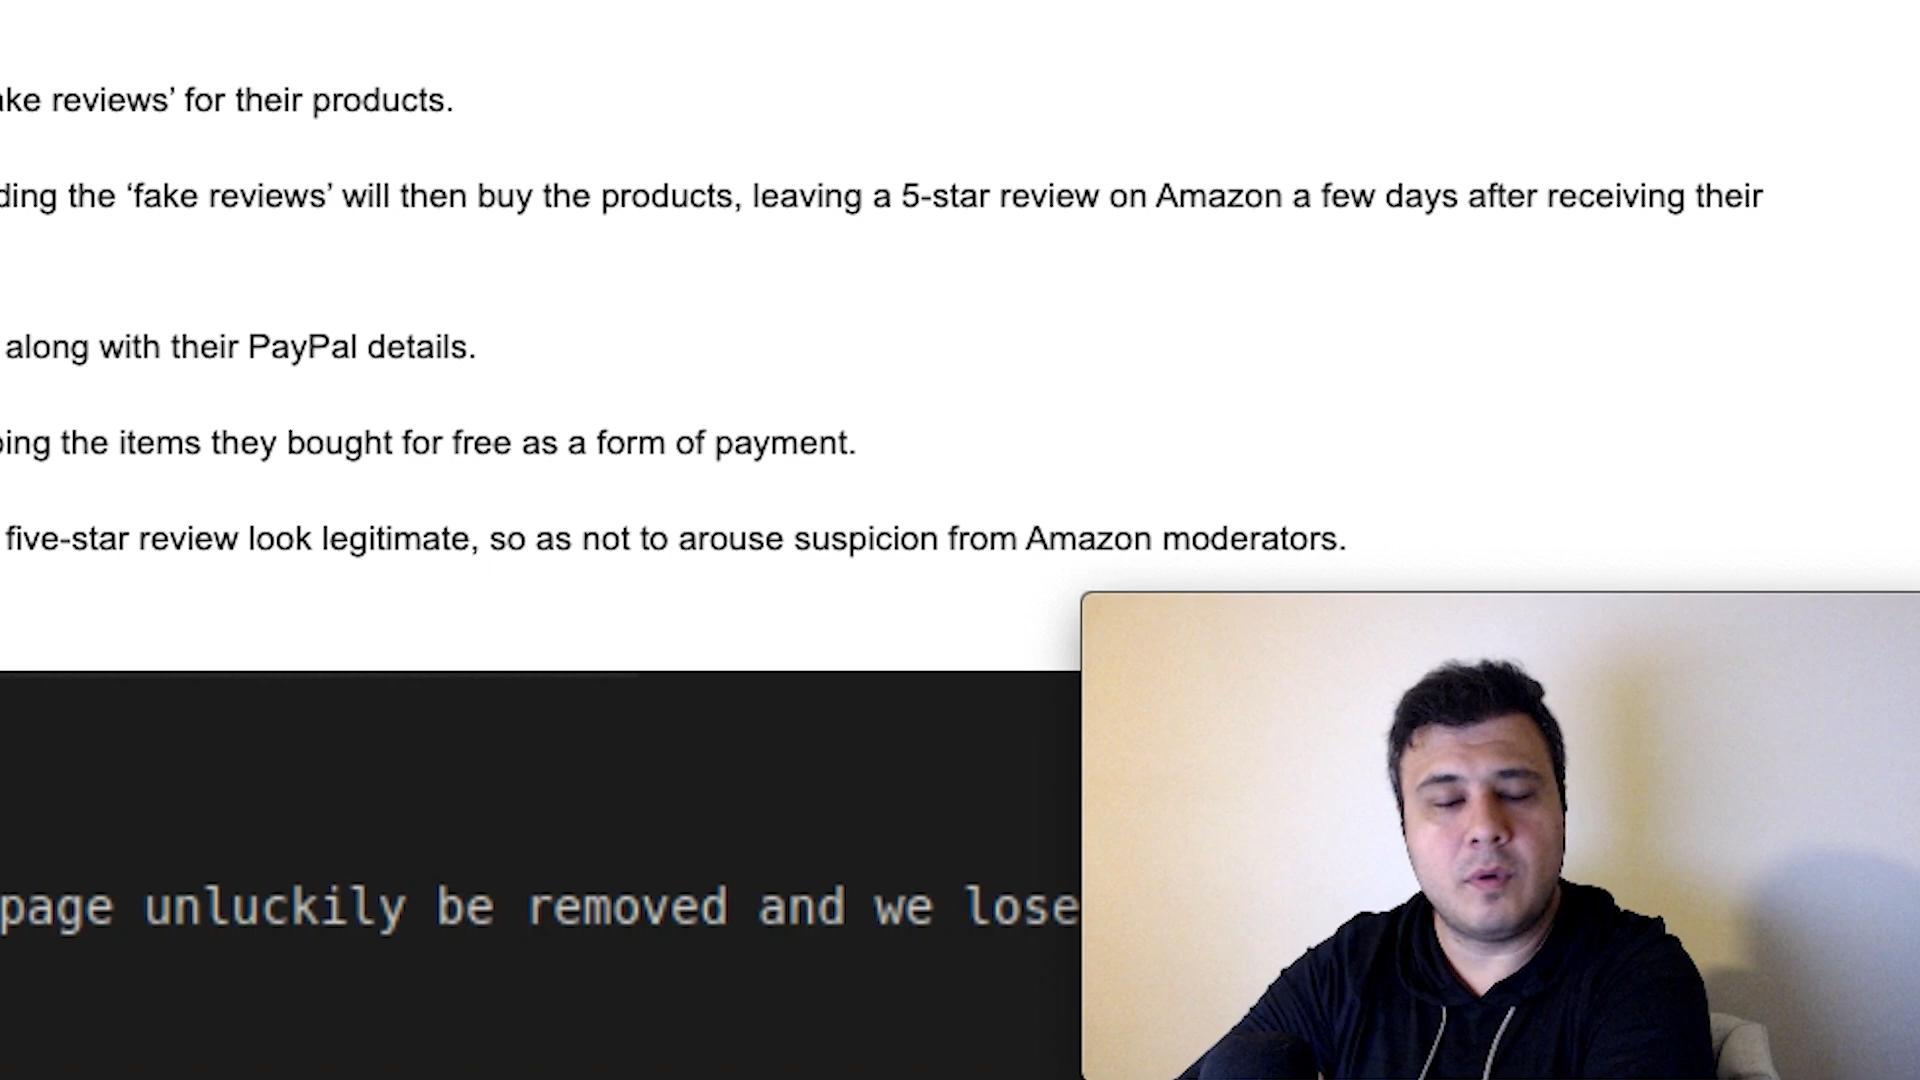 reviews’ for their products.
the ‘fake reviews’ will then buy the products, leaving a 5-star review on Amazon a few days after receiving their
along with their PayPal details.
the items they bought for free as a form of payment.
five-star review look legitimate, so as not to arouse suspicion from Amazon moderators.
page unluckily be removed and we lose